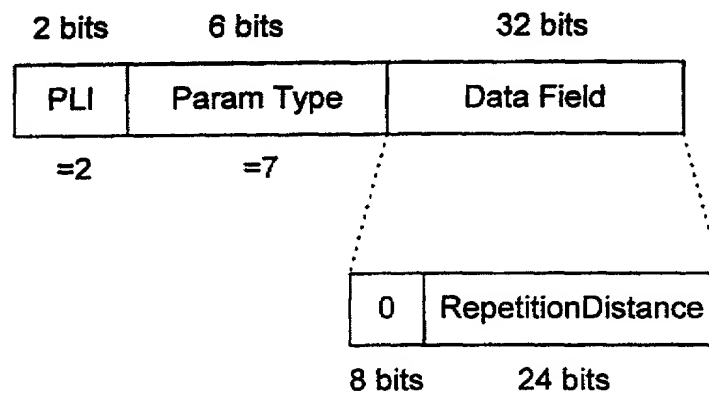 2 bits 6 bits 32 bits
PLI Param Type Data Field
=2 =7
0 RepetitionDistance
8 bits 24 bits